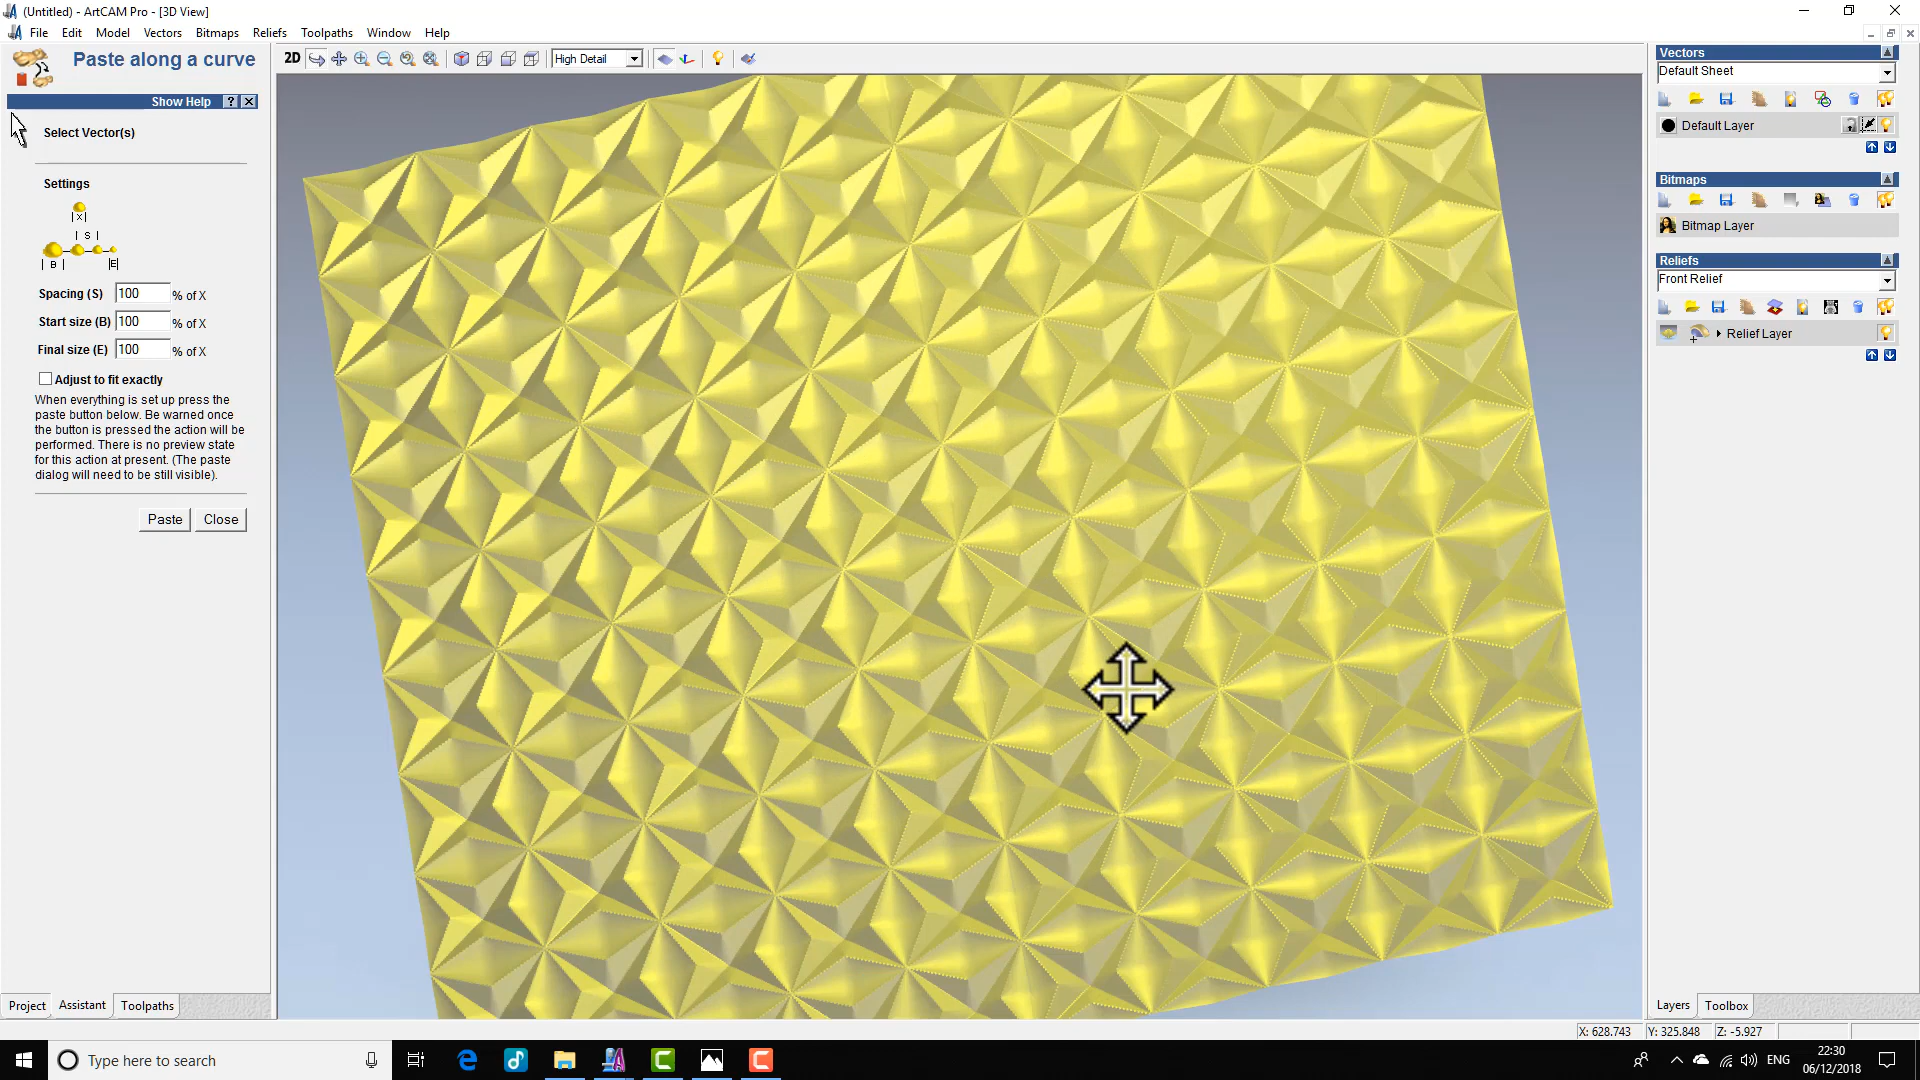 (Untitled) - ArtCAM Pro - [3D View]
File Edit Model Vectors Bitmaps Reliefs Toolpaths Window Help
Paste along a curve
Show Help ?
Select Vector(s)
Settings
X
S
B E
Spacing (S) 100 % of X
Start size (B) 100 % of X
Final size (E) 100 % of X
Adjust to fit exactly
When everything is set up press the
paste button below. Be warned once
the button is pressed the action will be
performed. There is no preview state
for this action at present. (The paste
dialog will need to be still visible).
Paste Close
Project Assistant Toolpaths
2D High Detail
Vectors
Default Sheet
Default Layer
Bitmaps
Bitmap Layer
Reliefs
Front Relief
Relief Layer
Layers Toolbox
X: 628.743 Y: 325.848 Z: -5.927
Type here to search
ENG
22:30
06/12/2018